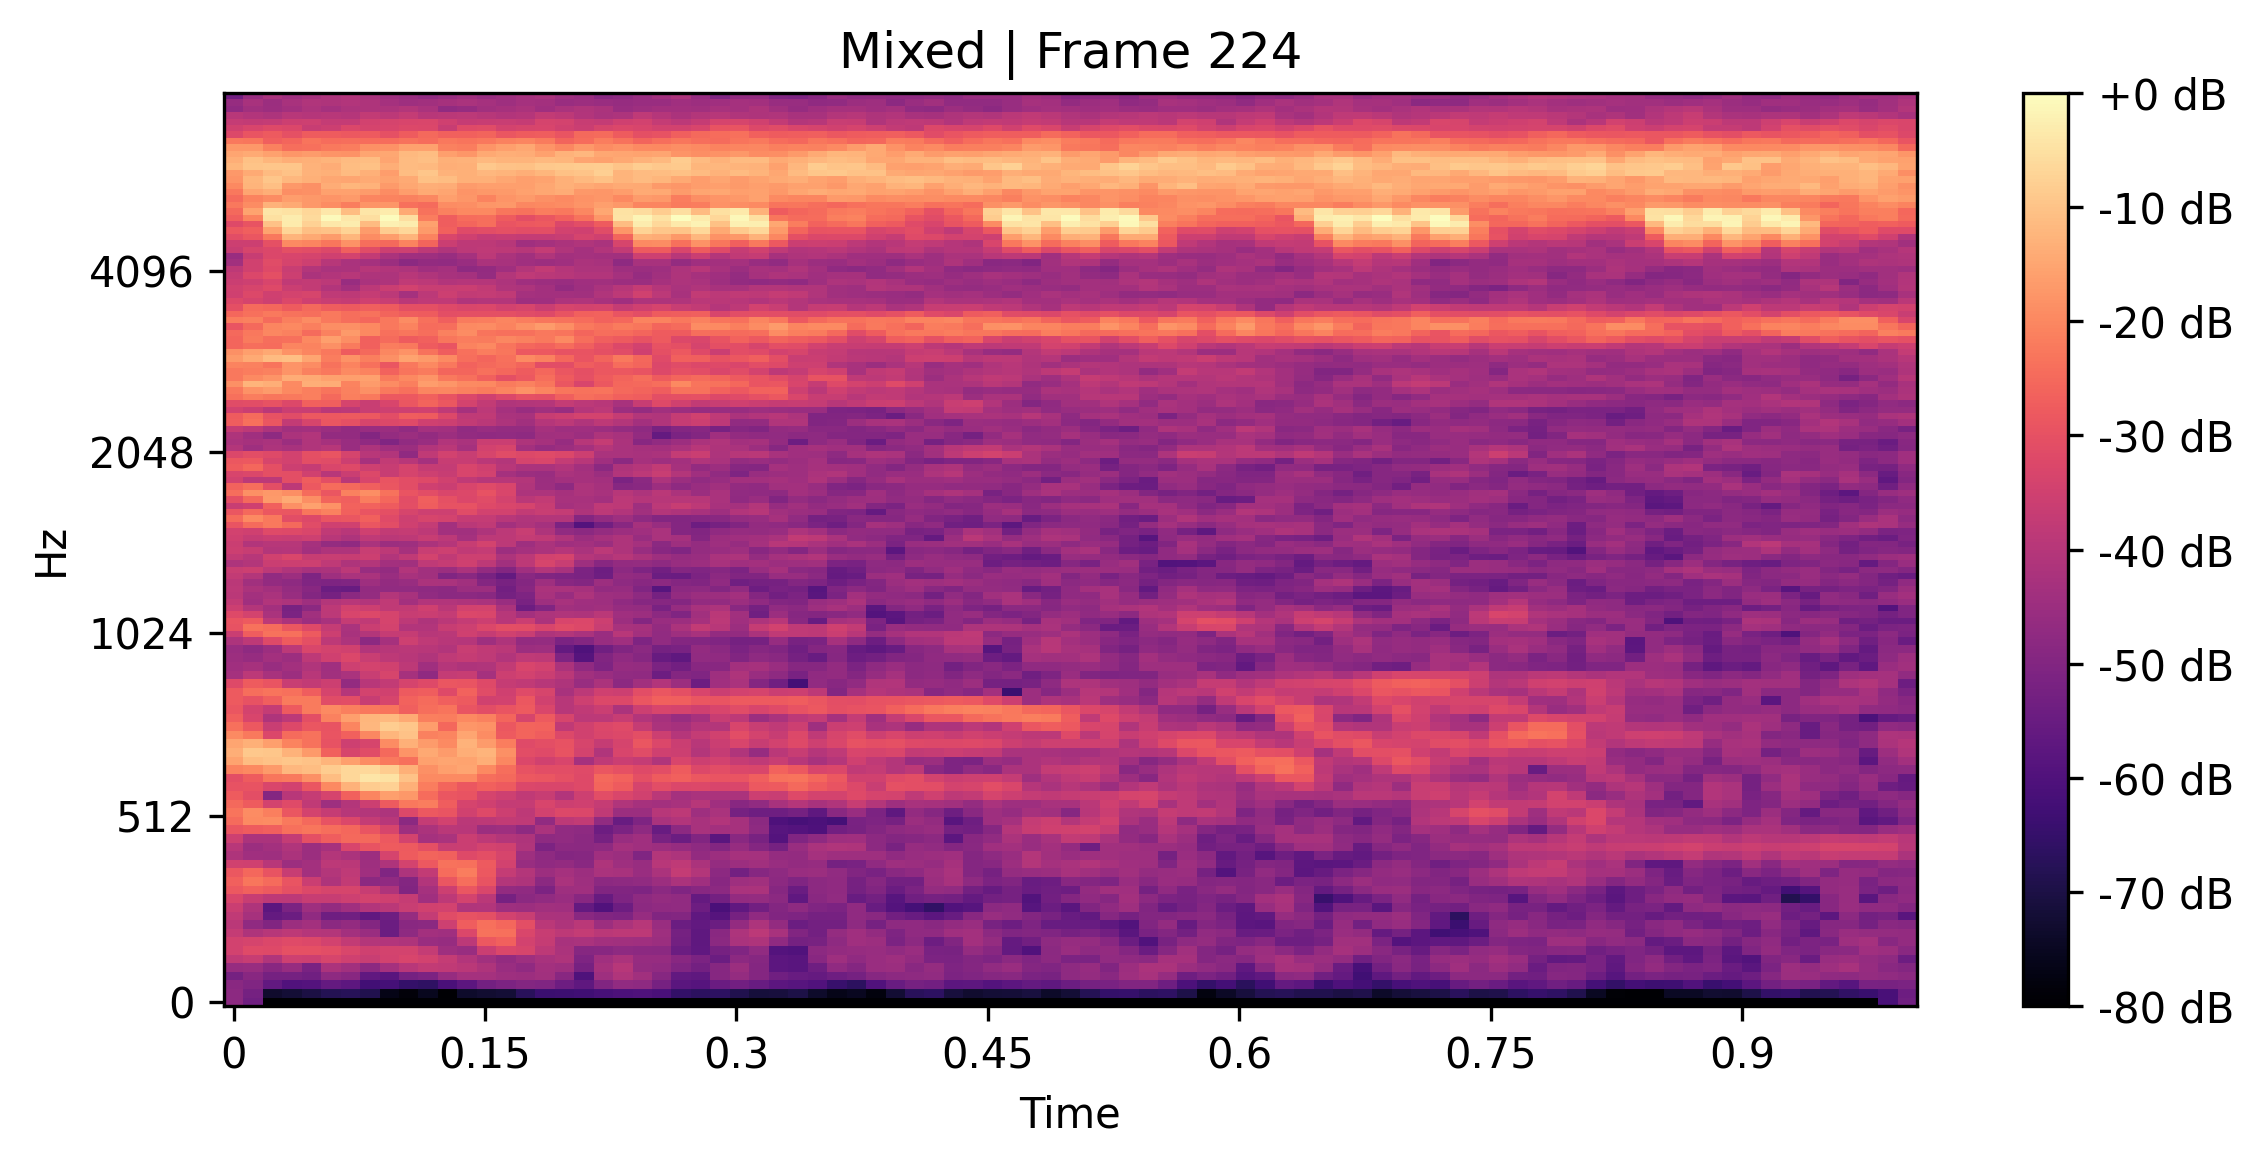 Mixed | Frame 224
+0 dB
-10 dB
-20 dB
-30 dB
-40 dB
-50 dB
-60 dB
-70 dB
-80 dB
Hz
4096
2048
1024
512
0
0 0.15 0.3 0.45 0.6 0.75 0.9
Time